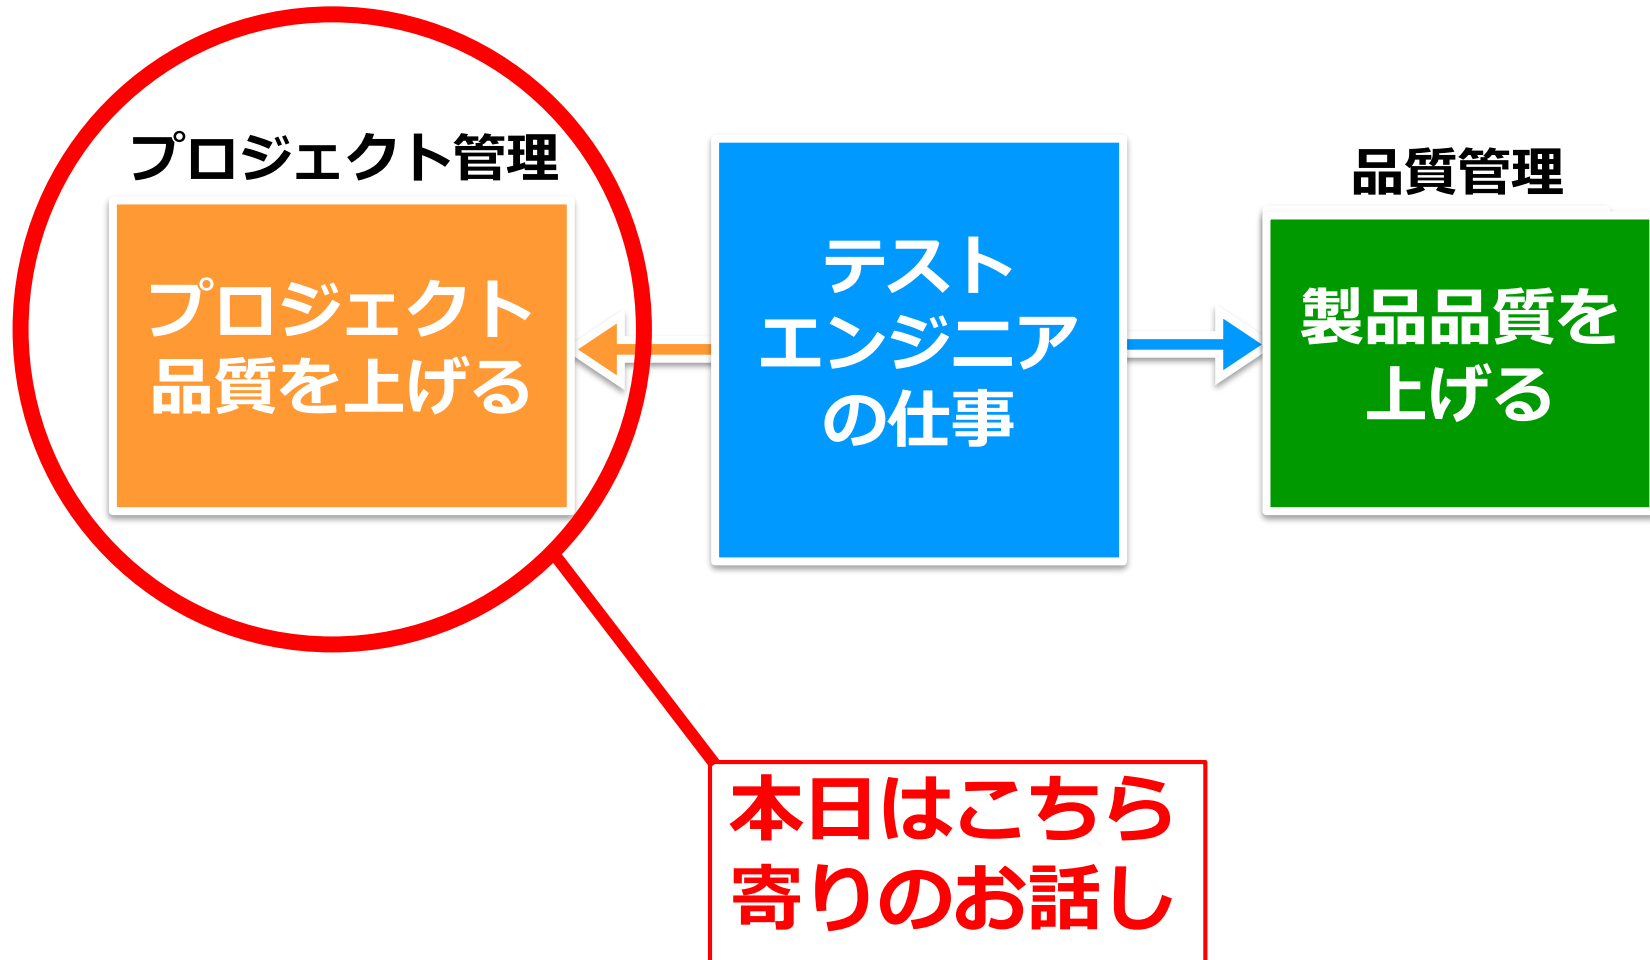 プロジェクト管理
プロジェクト
品質を上げる
テスト
エンジニア
の仕事
品質管理
製品品質を
上げる
本日はこちら
寄りのお話し